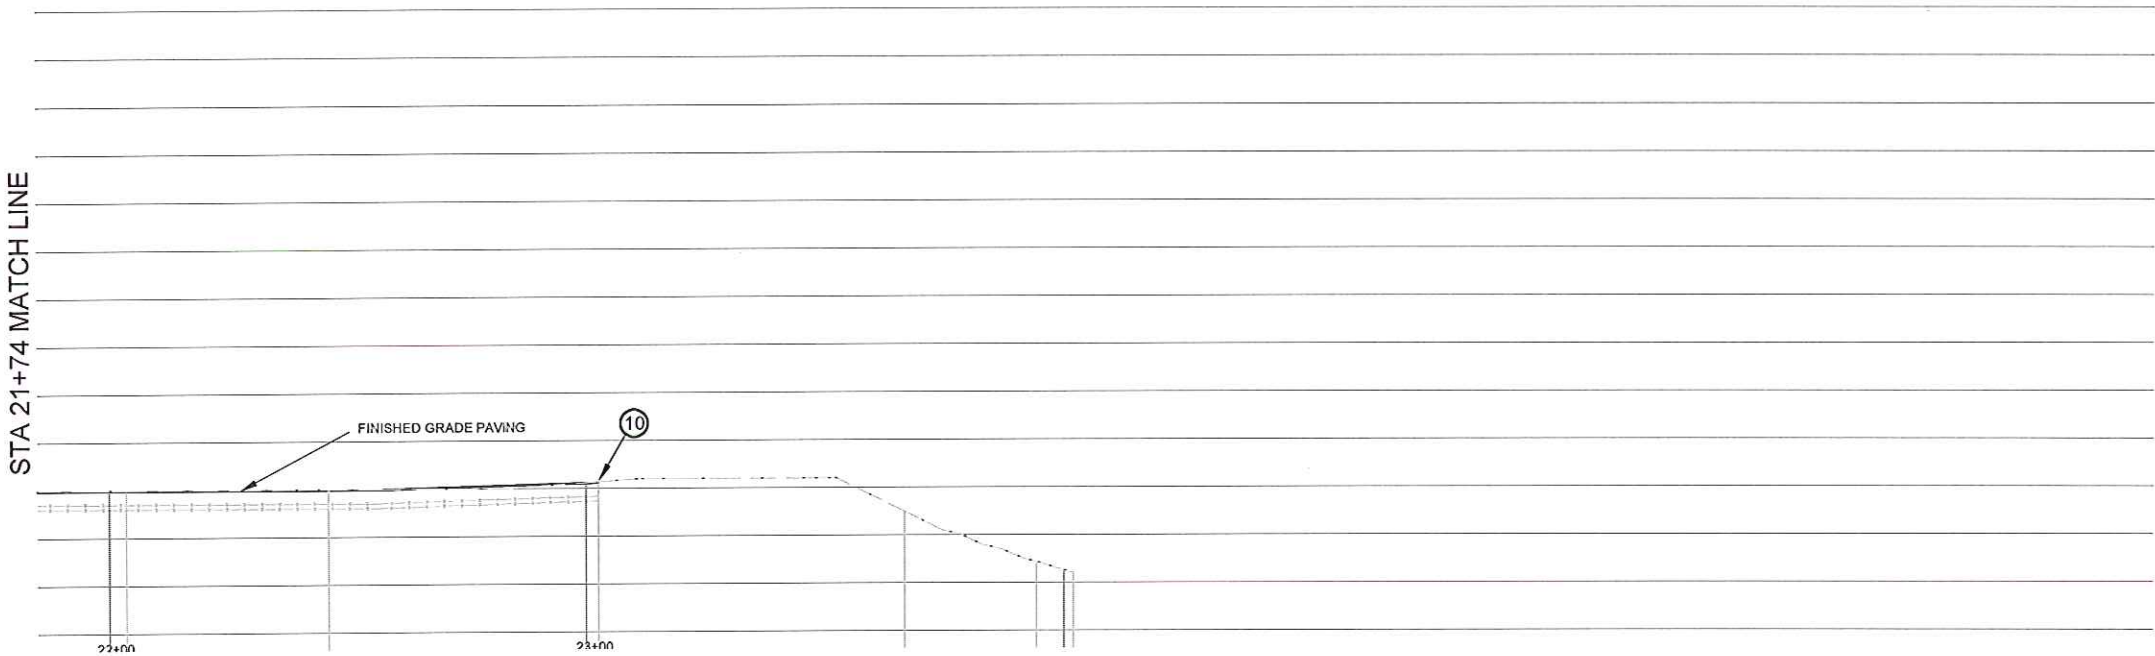 STA 21+74 MATCH LINE
FINISHED GRADE PAVING
10
22+00
23+00